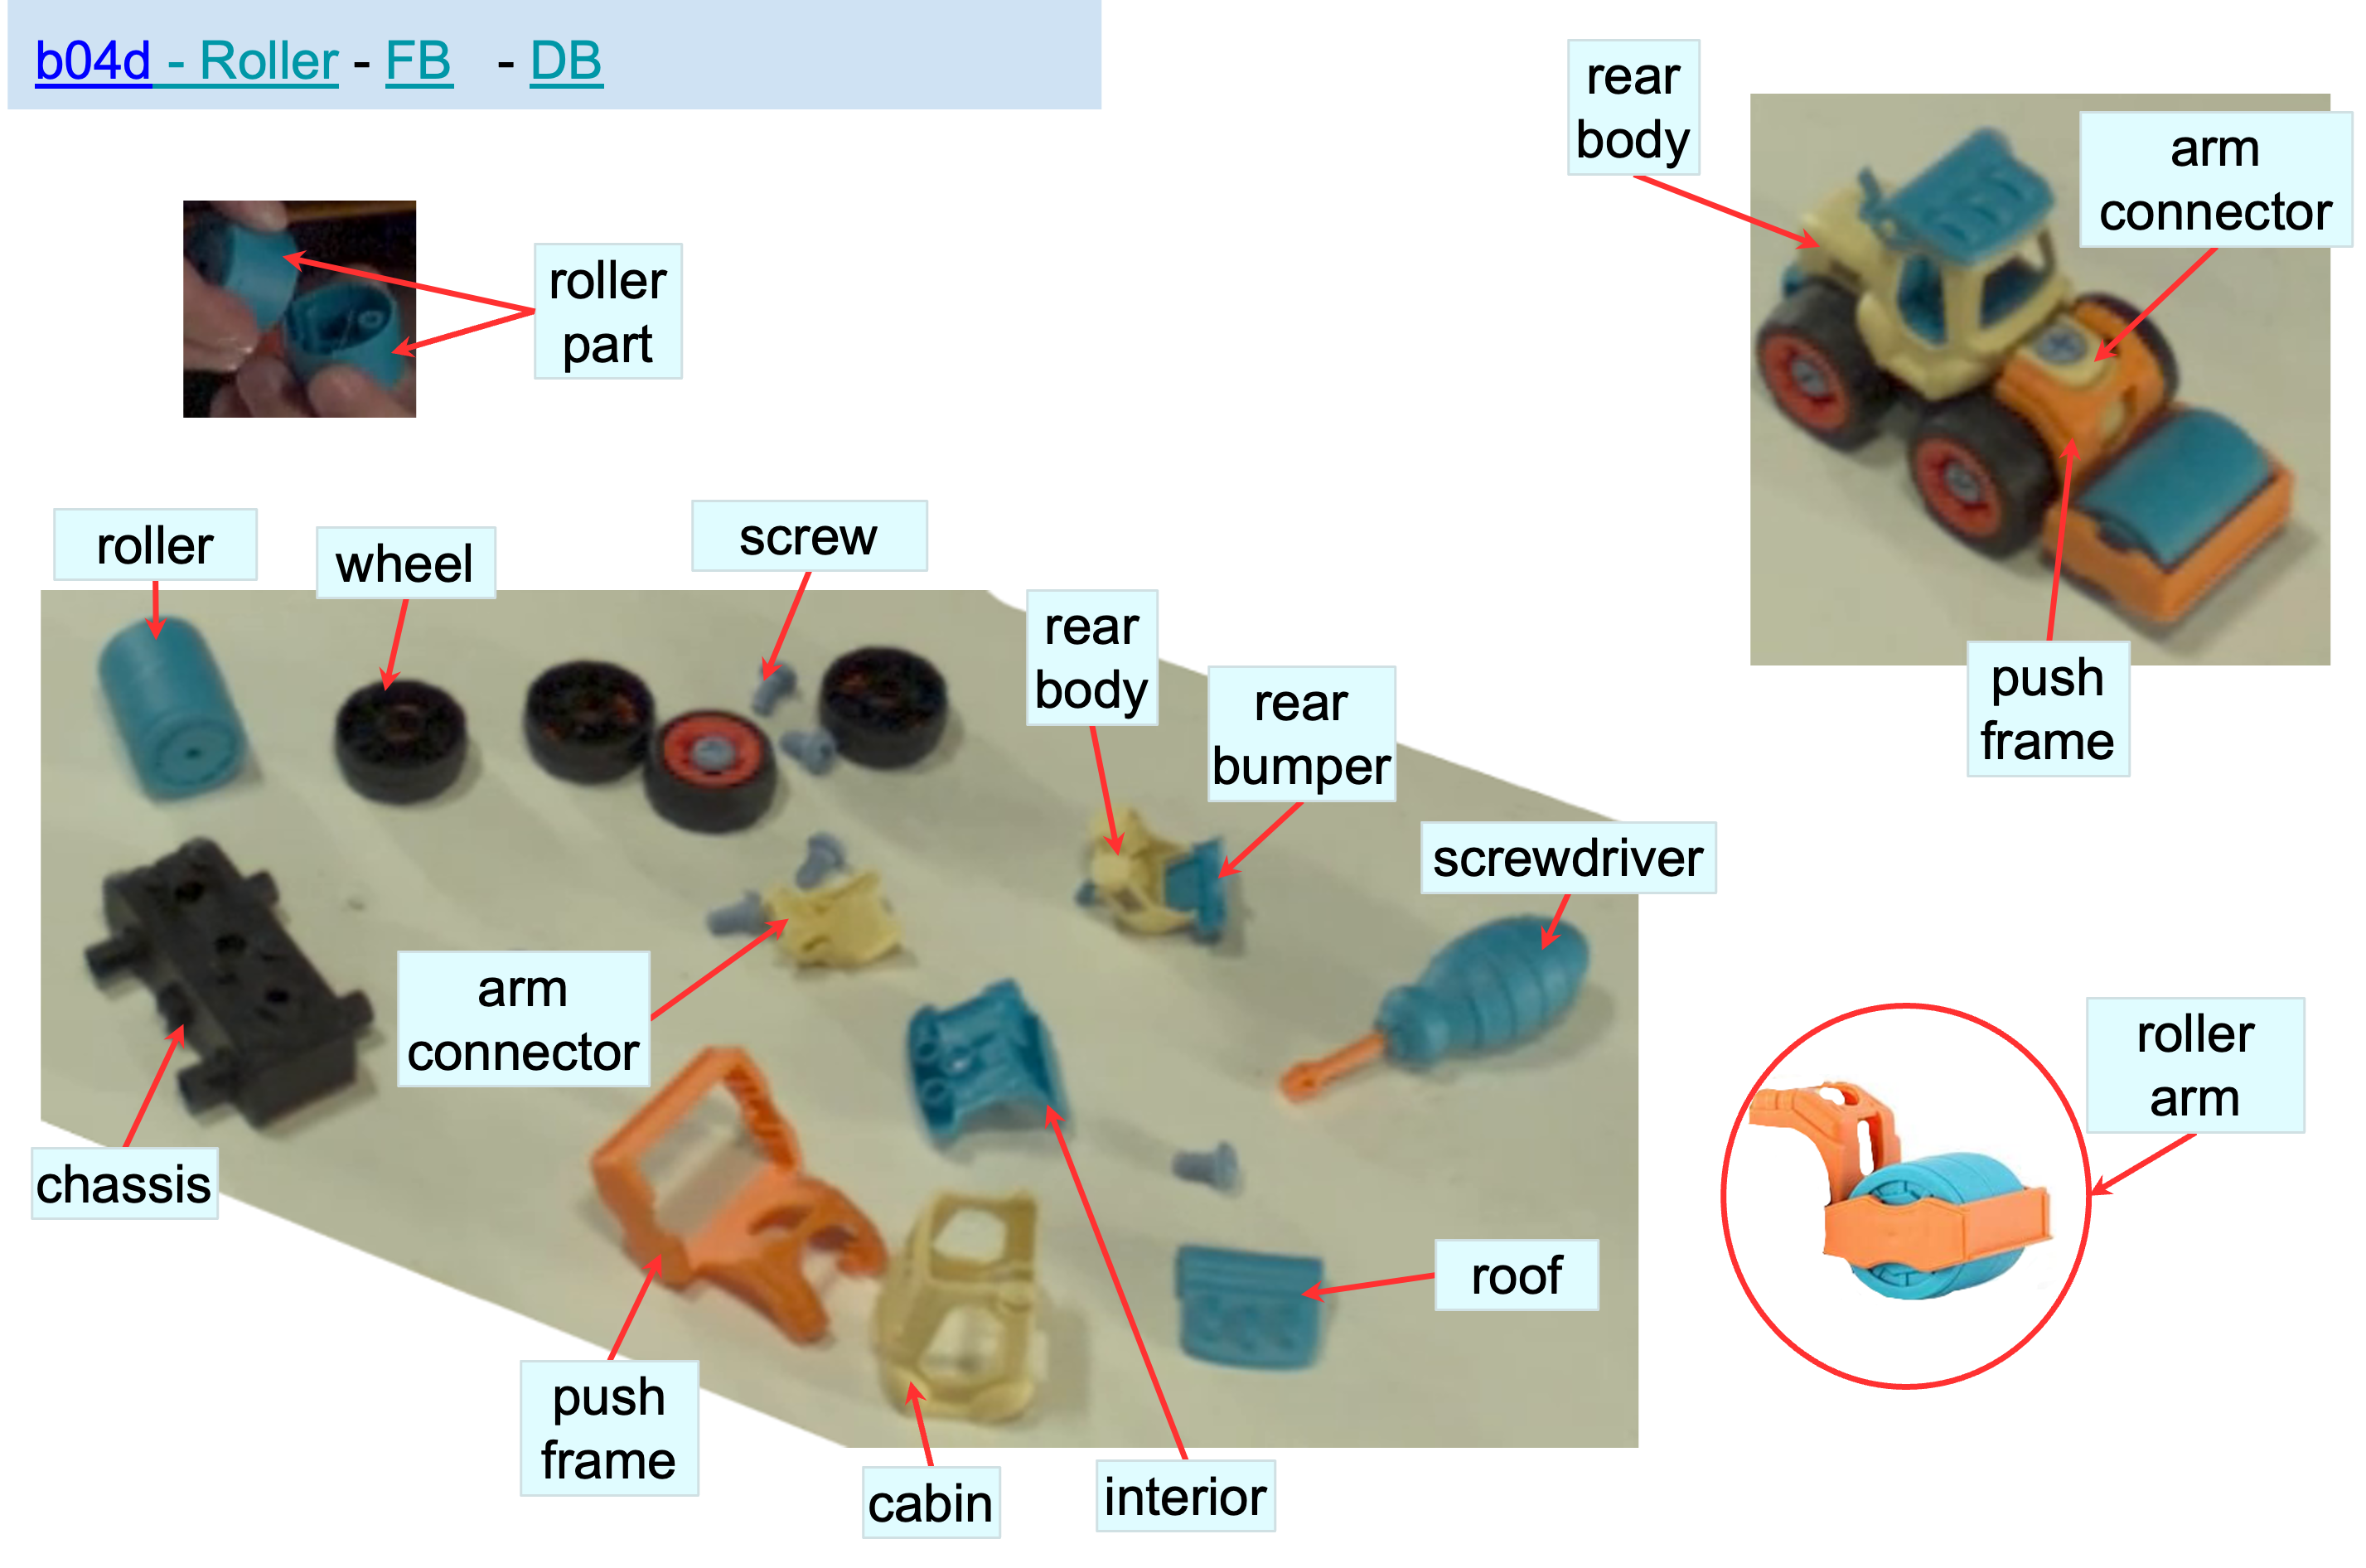 b04d - Roller - FB - DB
rear
body
arm
connector
roller
part
push
frame
roller
wheel
screw
rear
body
rear
bumper
screwdriver
arm
connector
chassis
roller
arm
roof
push
frame
cabin
interior